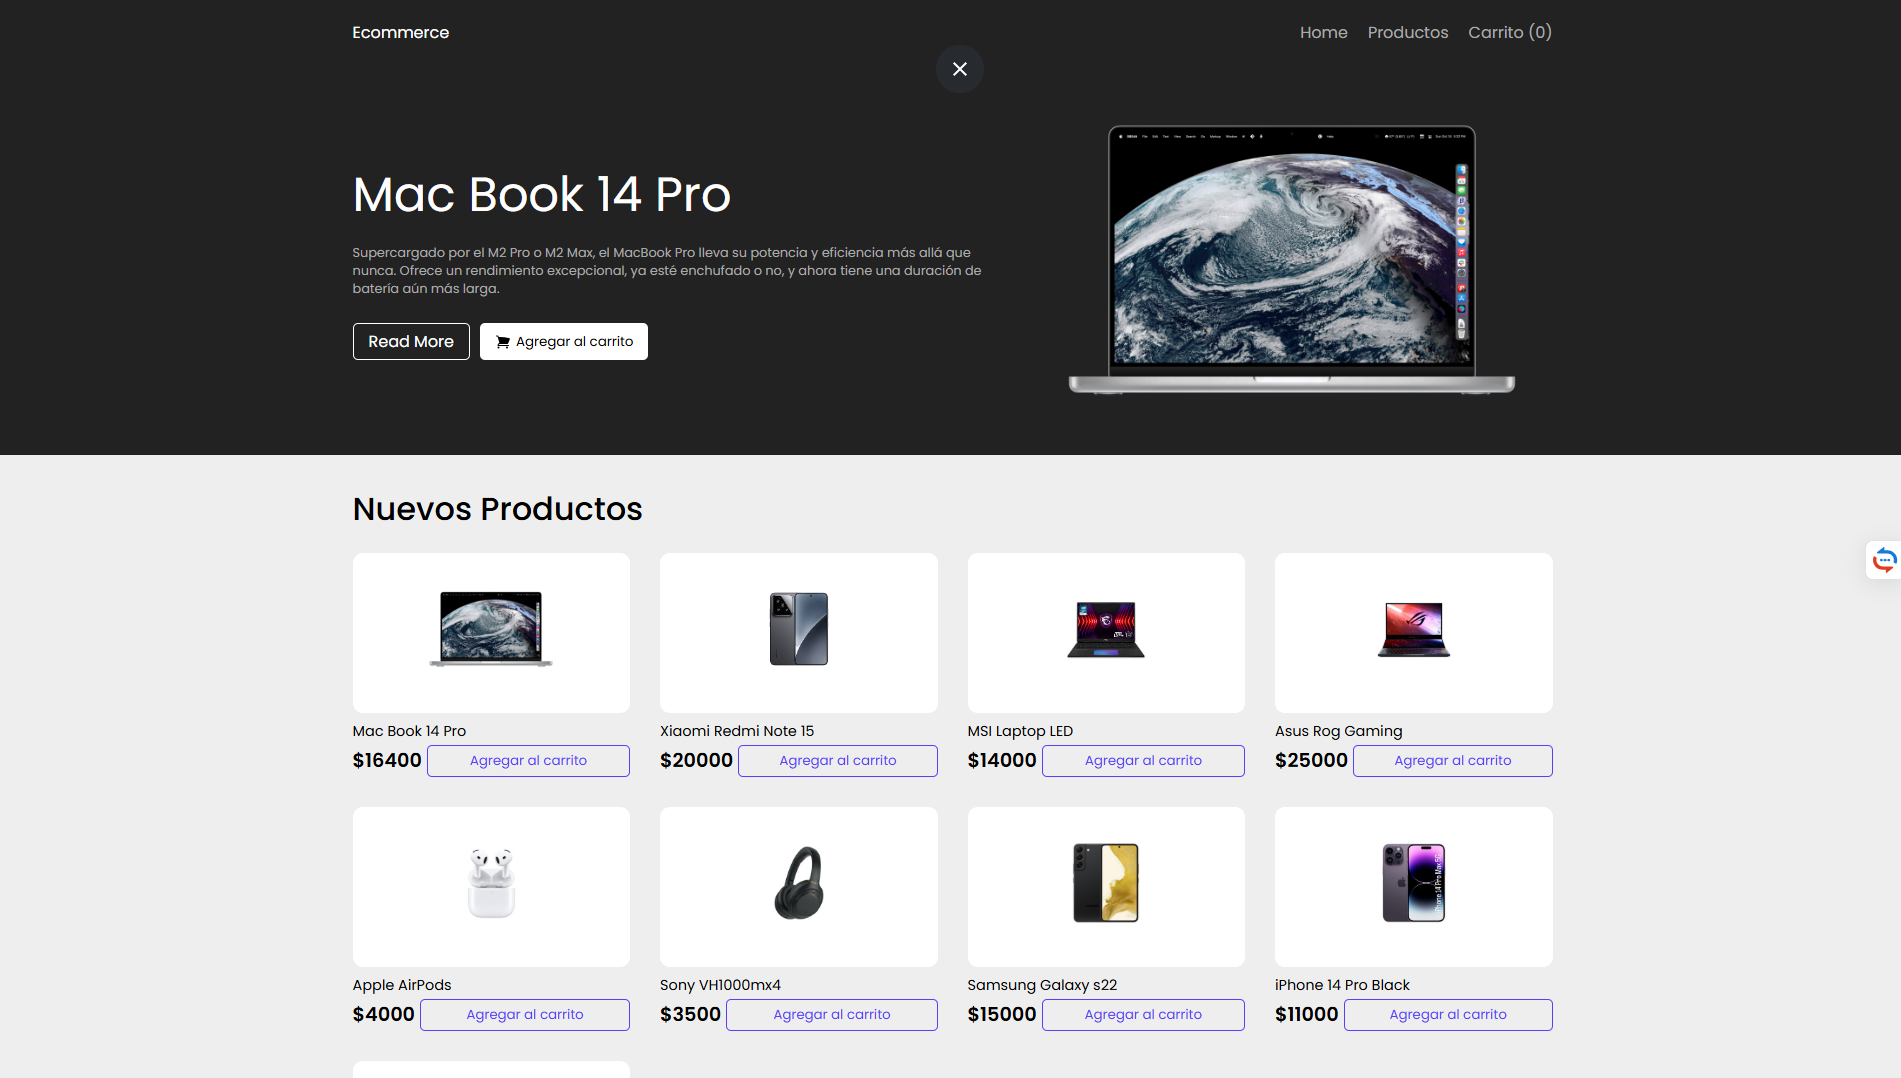 Ecommerce
Home
Productos
Carrito (0)
Mac Book 14 Pro
Supercargado por el M2 Pro o M2 Max, el MacBook Pro lleva su potencia y eficiencia más allá que
nunca. Ofrece un rendimiento excepcional, ya esté enchufado o no, y ahora tiene una duración de
batería aún más larga.
Read More
Agregar al carrito
Nuevos Productos
Mac Book 14 Pro
$16400 Agregar al carrito
Xiaomi Redmi Note 15
$20000 Agregar al carrito
MSI Laptop LED
$14000 Agregar al carrito
Asus Rog Gaming
$25000 Agregar al carrito
Apple AirPods
$4000 Agregar al carrito
Sony VH1000mx4
$3500 Agregar al carrito
Samsung Galaxy s22
$15000 Agregar al carrito
iPhone 14 Pro Max 5G
iPhone 14 Pro Black
$11000 Agregar al carrito